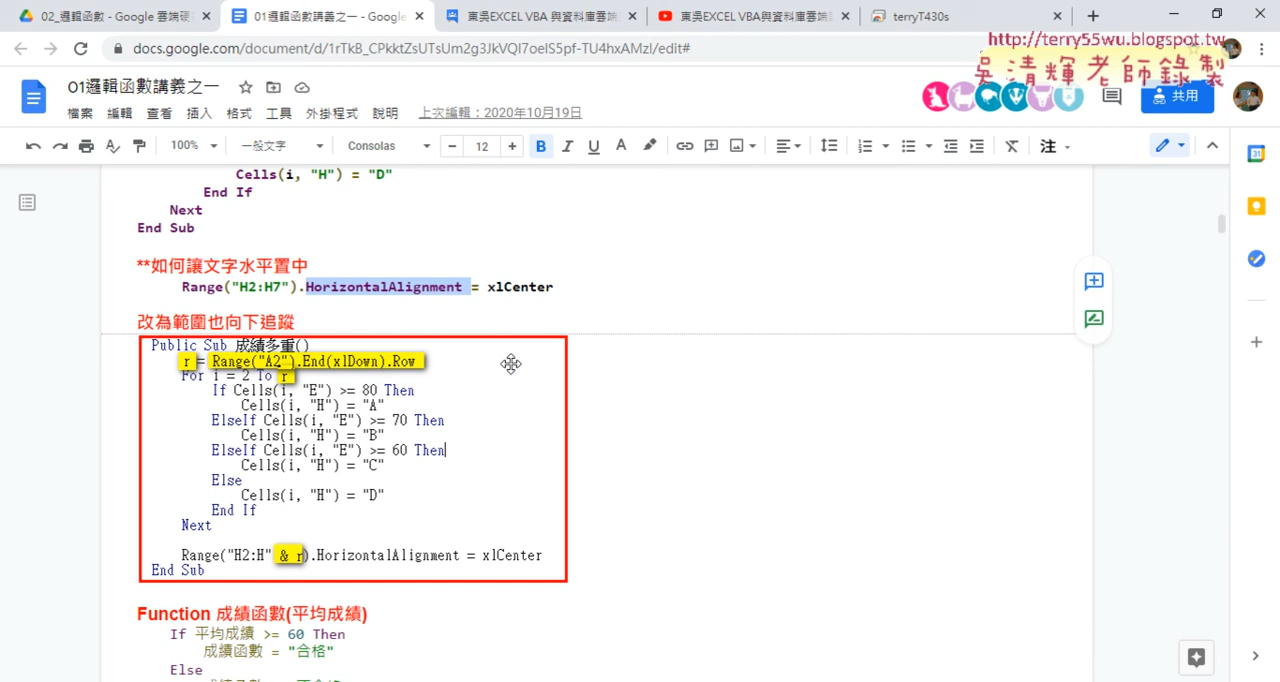 02_邏輯函數 - Google 雲端硬
01邏輯函數講義之一 - Google
東吳EXCEL VBA 與資料庫雲端
東吳EXCEL VBA與資料庫雲端
terryT430s
docs.google.com/document/d/1rTkB_CPkktZsUTsUm2g3JkVQI7oeIS5pf-TU4hxAMzI/edit#
http://terry55wu.blogspot.tw
吳清輝老師錄製
01邏輯函數講義之一
檔案 編輯 查看 插入 格式 工具 外掛程式 說明 上次編輯：2020年10月19日
共用
100% 一般文字 Consolas 12 B I U A 注
Cells(i, "H") = "D"
End If
Next
End Sub
**如何讓文字水平置中
Range("H2:H7").HorizontalAlignment = xlCenter
改為範圍也向下追蹤
Public Sub 成績多重()
r = Range("A2").End(xlDown).Row
For i = 2 To r
If Cells(i, "E") >= 80 Then
Cells(i, "H") = "A"
ElseIf Cells(i, "E") >= 70 Then
Cells(i, "H") = "B"
ElseIf Cells(i, "E") >= 60 Then
Cells(i, "H") = "C"
Else
Cells(i, "H") = "D"
End If
Next
Range("H2:H" & r).HorizontalAlignment = xlCenter
End Sub
Function 成績函數(平均成績)
If 平均成績 >= 60 Then
成績函數 = "合格"
Else